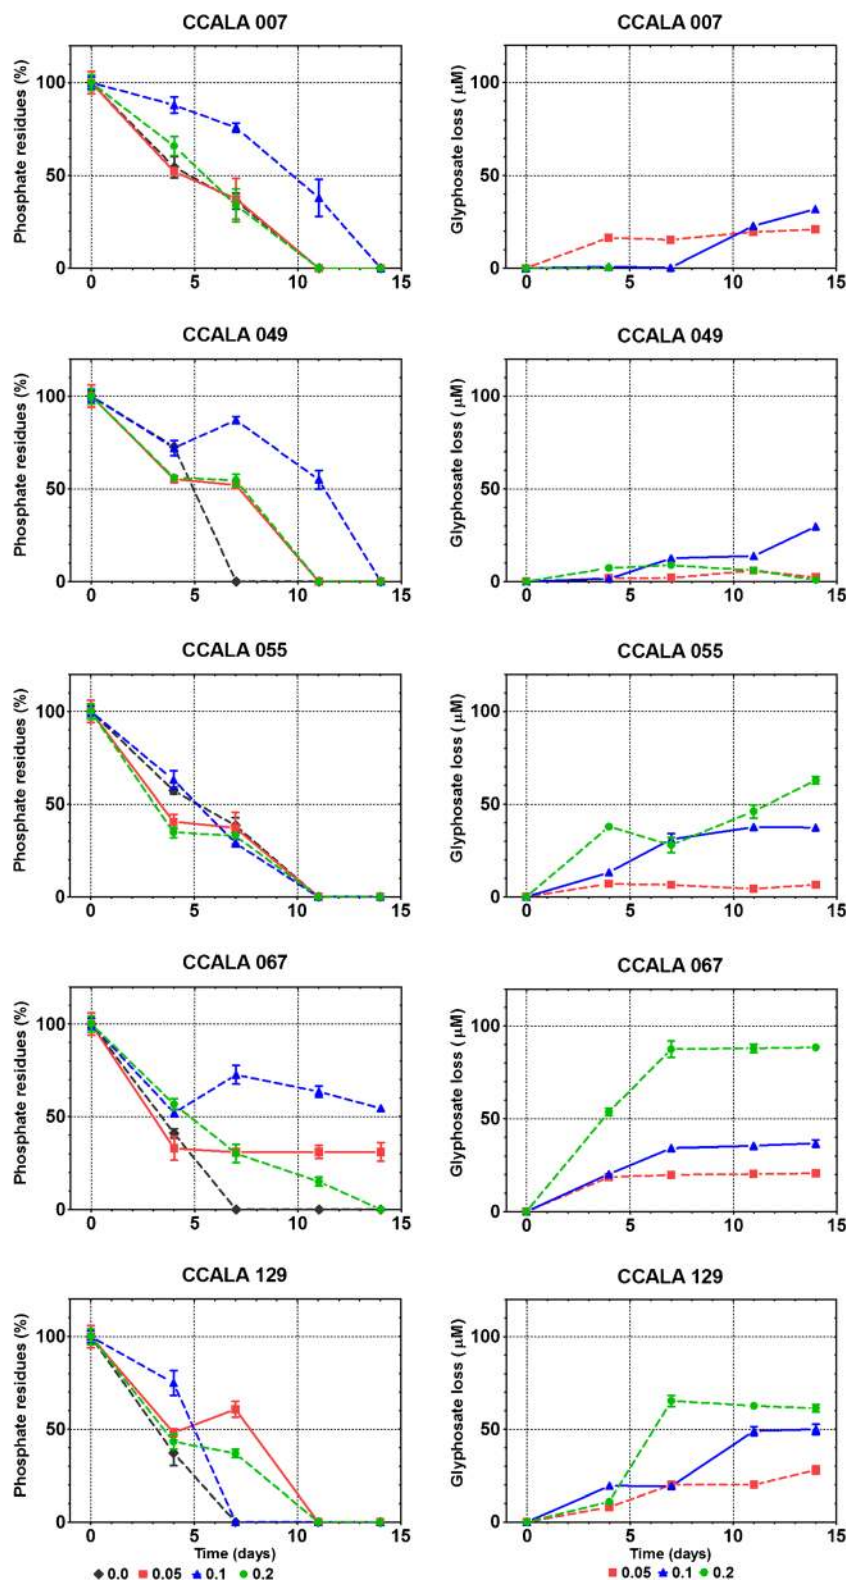 CCALA 007 CCALA 007
Phosphate residues (%) 100 50 0 Glyphosate loss ( µM) 100 50 0
0 5 10 15 0 5 10 15
CCALA 049 CCALA 049
Phosphate residues (%) 100 50 0 Glyphosate loss ( µM) 100 50 0
0 5 10 15 0 5 10 15
CCALA 055 CCALA 055
Phosphate residues (%) 100 50 0 Glyphosate loss ( µM) 100 50 0
0 5 10 15 0 5 10 15
CCALA 067 CCALA 067
Phosphate residues (%) 100 50 0 Glyphosate loss ( µM) 100 50 0
0 5 10 15 0 5 10 15
CCALA 129 CCALA 129
Phosphate residues (%) 100 50 0 Glyphosate loss ( µM) 100 50 0
0 5 10 15 0 5 10 15
Time (days) Time (days)
0.0 0.05 0.1 0.2 0.05 0.1 0.2